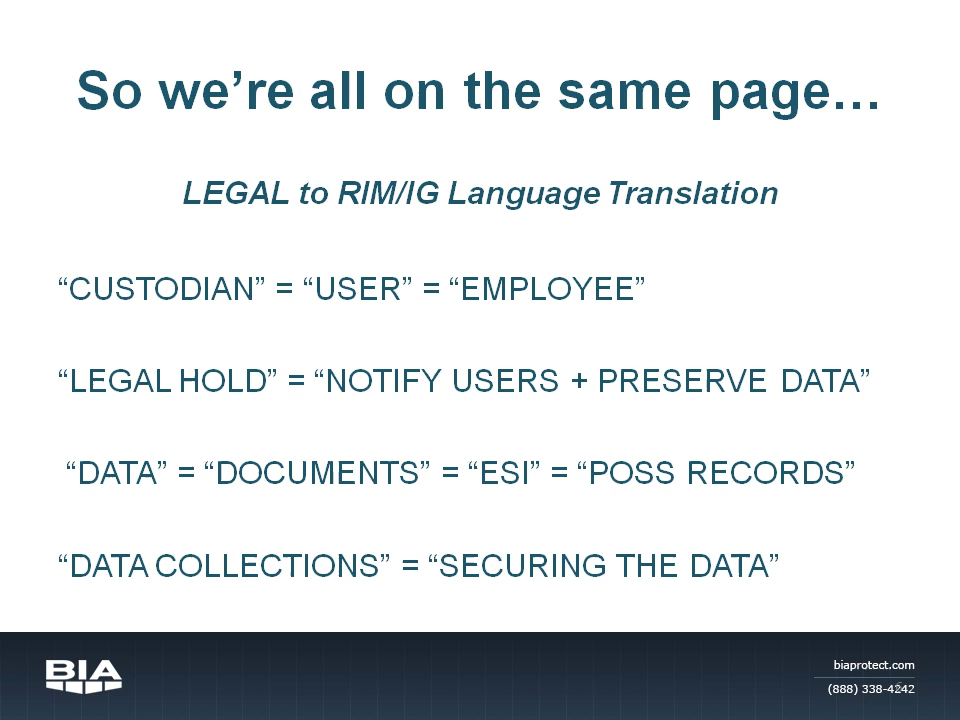 So we’re all on the same page…
LEGAL to RIM/IG Language Translation
“CUSTODIAN” = “USER” = “EMPLOYEE”
“LEGAL HOLD” = “NOTIFY USERS + PRESERVE DATA”
“DATA” = “DOCUMENTS” = “ESI” = “POSS RECORDS”
“DATA COLLECTIONS” = “SECURING THE DATA”
BIA
biaprotect.com
(888) 338-4242